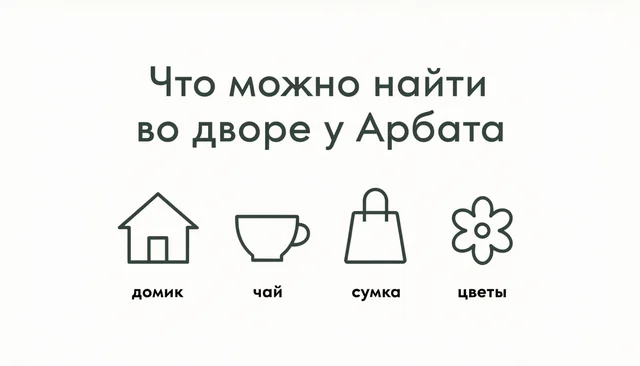 Что можно найти
во дворе у Арбата
домик
чай
сумка
цветы